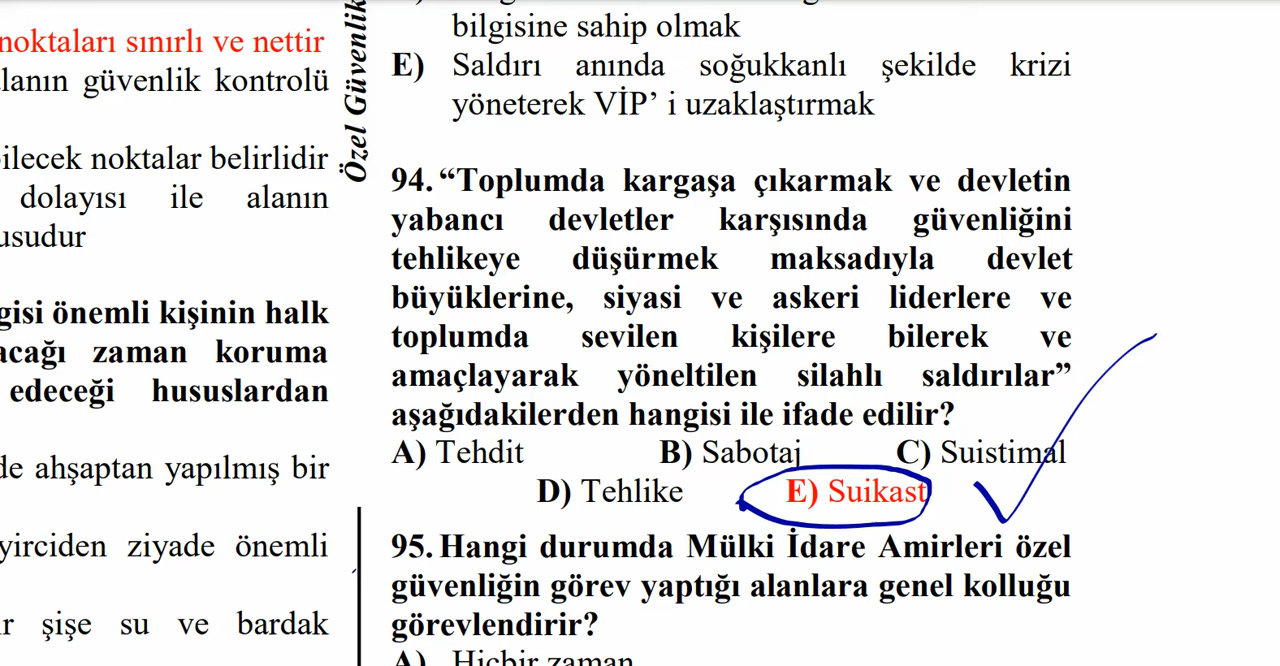 noktaları sınırlı ve nettir
alanın güvenlik kontrolü
bilecek noktalar belirlidir
dolayısı ile alanın
usudur
gisi önemli kişinin halk
acağı zaman koruma
edeceği hususlardan
de ahşaptan yapılmış bir
yirciden ziyade önemli
r şişe su ve bardak
Özel Güvenlik
bilgisine sahip olmak
E) Saldırı anında soğukkanlı şekilde krizi
yöneterek VİP’ i uzaklaştırmak
94. “Toplumda kargaşa çıkarmak ve devletin
yabancı devletler karşısında güvenliğini
tehlikeye düşürmek maksadıyla devlet
büyüklerine, siyasi ve askeri liderlere ve
toplumda sevilen kişilere bilerek ve
amaçlayarak yöneltilen silahlı saldırılar”
aşağıdakilerden hangisi ile ifade edilir?
A) Tehdit B) Sabotaj C) Suistimal
D) Tehlike E) Suikast
95. Hangi durumda Mülki İdare Amirleri özel
güvenliğin görev yaptığı alanlara genel kolluğu
görevlendirir?
A) Hiçbir zaman